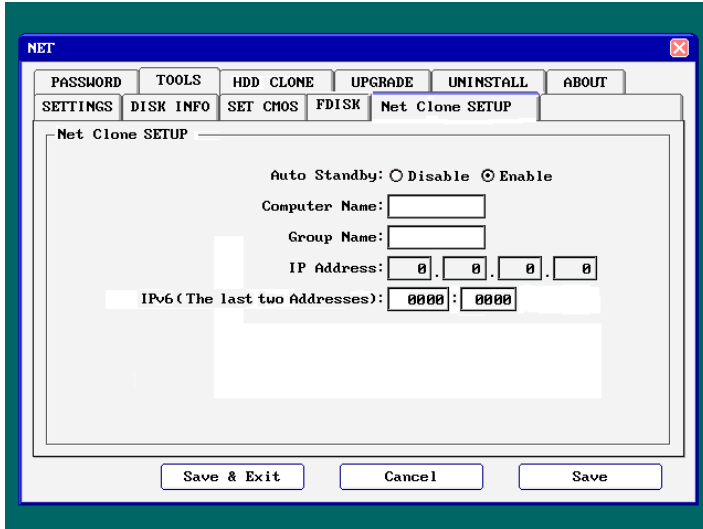 NET
PASSWORD TOOLS HDD CLONE UPGRADE UNINSTALL ABOUT
SETTINGS DISK INFO SET CMOS FDISK Net Clone SETUP
Net Clone SETUP
Auto Standby: Disable Enable
Computer Name:
Group Name:
IP Address: 0 . 0 . 0 . 0
IPv6(The last two Addresses): 0000 : 0000
Save & Exit Cancel Save